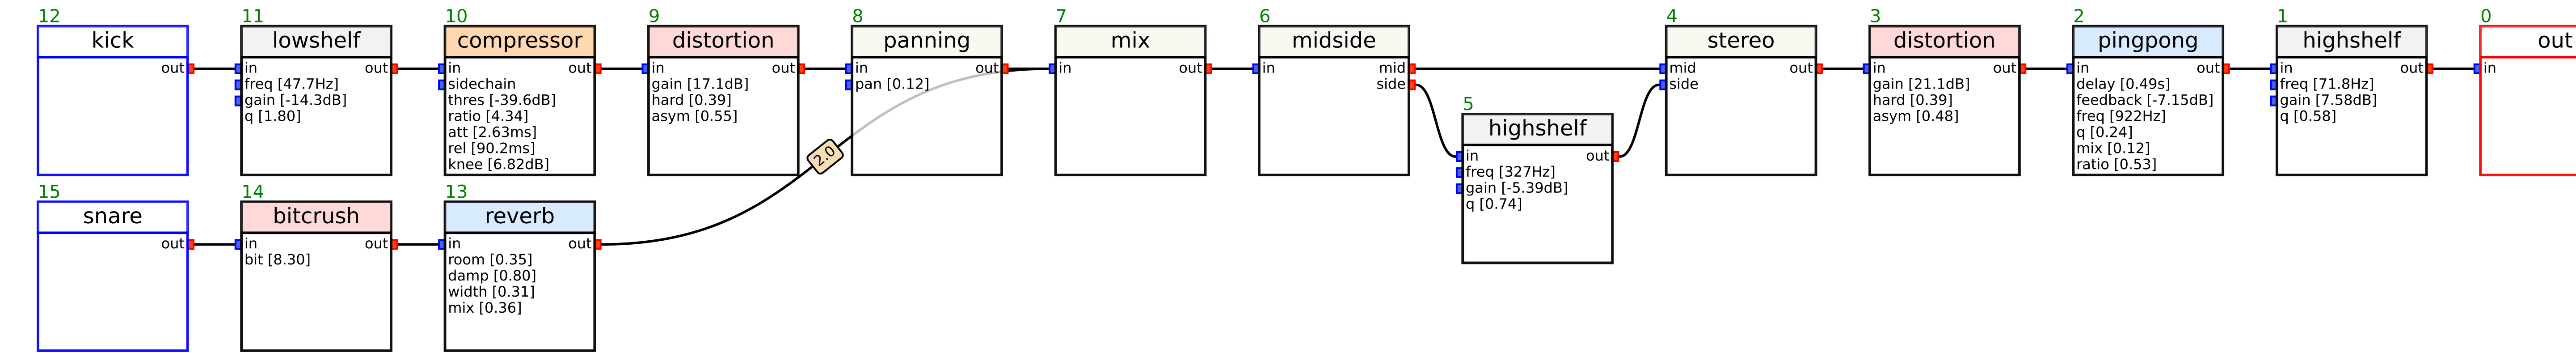 12
kick
out
11
lowshelf
in out
freq [47.7Hz]
gain [-14.3dB]
q [1.80]
10
compressor
in out
sidechain
thres [-39.6dB]
ratio [4.34]
att [2.63ms]
rel [90.2ms]
knee [6.82dB]
9
distortion
in out
gain [17.1dB]
hard [0.39]
asym [0.55]
8
panning
in out
pan [0.12]
7
mix
in out
6
midside
in mid
side
5
highshelf
in out
freq [327Hz]
gain [-5.39dB]
q [0.74]
4
stereo
mid out
side
3
distortion
in out
gain [21.1dB]
hard [0.39]
asym [0.48]
2
pingpong
in out
delay [0.49s]
feedback [-7.15dB]
freq [922Hz]
q [0.24]
mix [0.12]
ratio [0.53]
1
highshelf
in out
freq [71.8Hz]
gain [7.58dB]
q [0.58]
0
out
in
15
snare
out
14
bitcrush
in out
bit [8.30]
13
reverb
in out
room [0.35]
damp [0.80]
width [0.31]
mix [0.36]
2.0